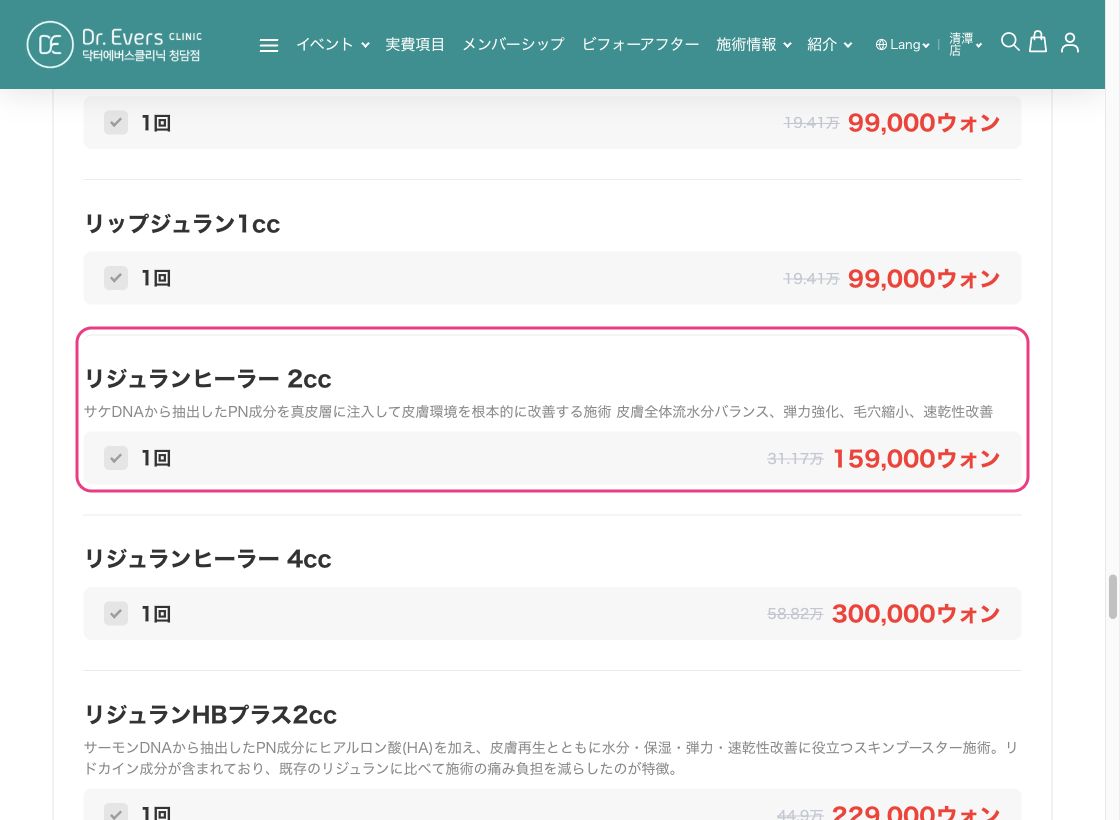 DE Dr. Evers CLINIC
닥터에버스클리닉 청담점
イベント 実費項目 メンバーシップ ビフォーアフター 施術情報 紹介 Lang 清潭店
1回 19.41万 99,000ウォン
リップジュラン1cc
1回 19.41万 99,000ウォン
リジュランヒーラー 2cc
サケDNAから抽出したPN成分を真皮層に注入して皮膚環境を根本的に改善する施術 皮膚全体流水分バランス、弾力強化、毛穴縮小、速乾性改善
1回 31.17万 159,000ウォン
リジュランヒーラー 4cc
1回 58.82万 300,000ウォン
リジュランHBプラス2cc
サーモンDNAから抽出したPN成分にヒアルロン酸(HA)を加え、皮膚再生とともに水分・保湿・弾力・速乾性改善に役立つスキンブースター施術。リ
ドカイン成分が含まれており、既存のリジュランに比べて施術の痛み負担を減らしたのが特徴。
1回 44.9万 229,000ウォン